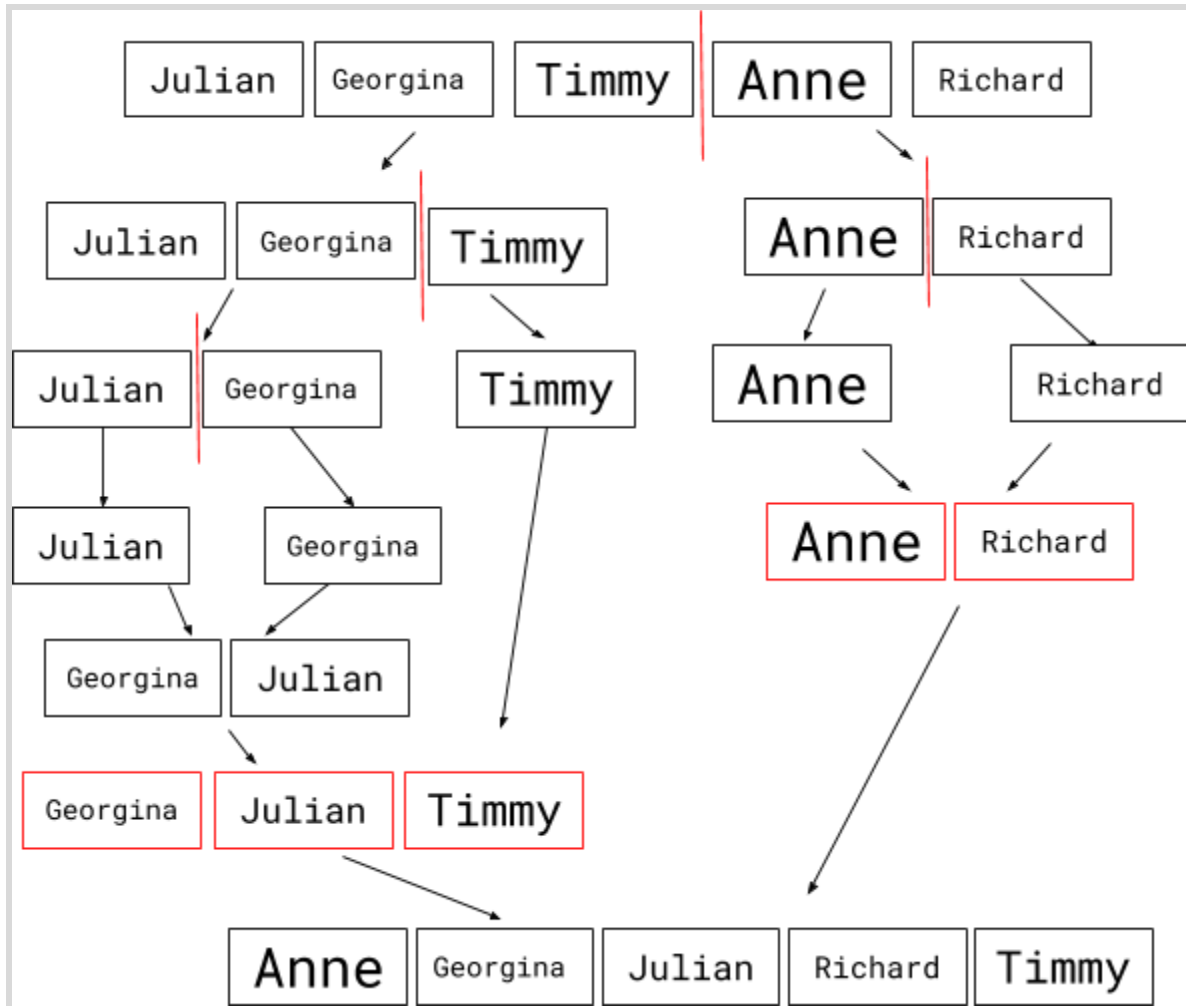 Julian Georgina Timmy Anne Richard
Julian Georgina Timmy Anne Richard
Julian Georgina Timmy Anne Richard
Julian Georgina Anne Richard
Georgina Julian
Georgina Julian Timmy
Anne Georgina Julian Richard Timmy